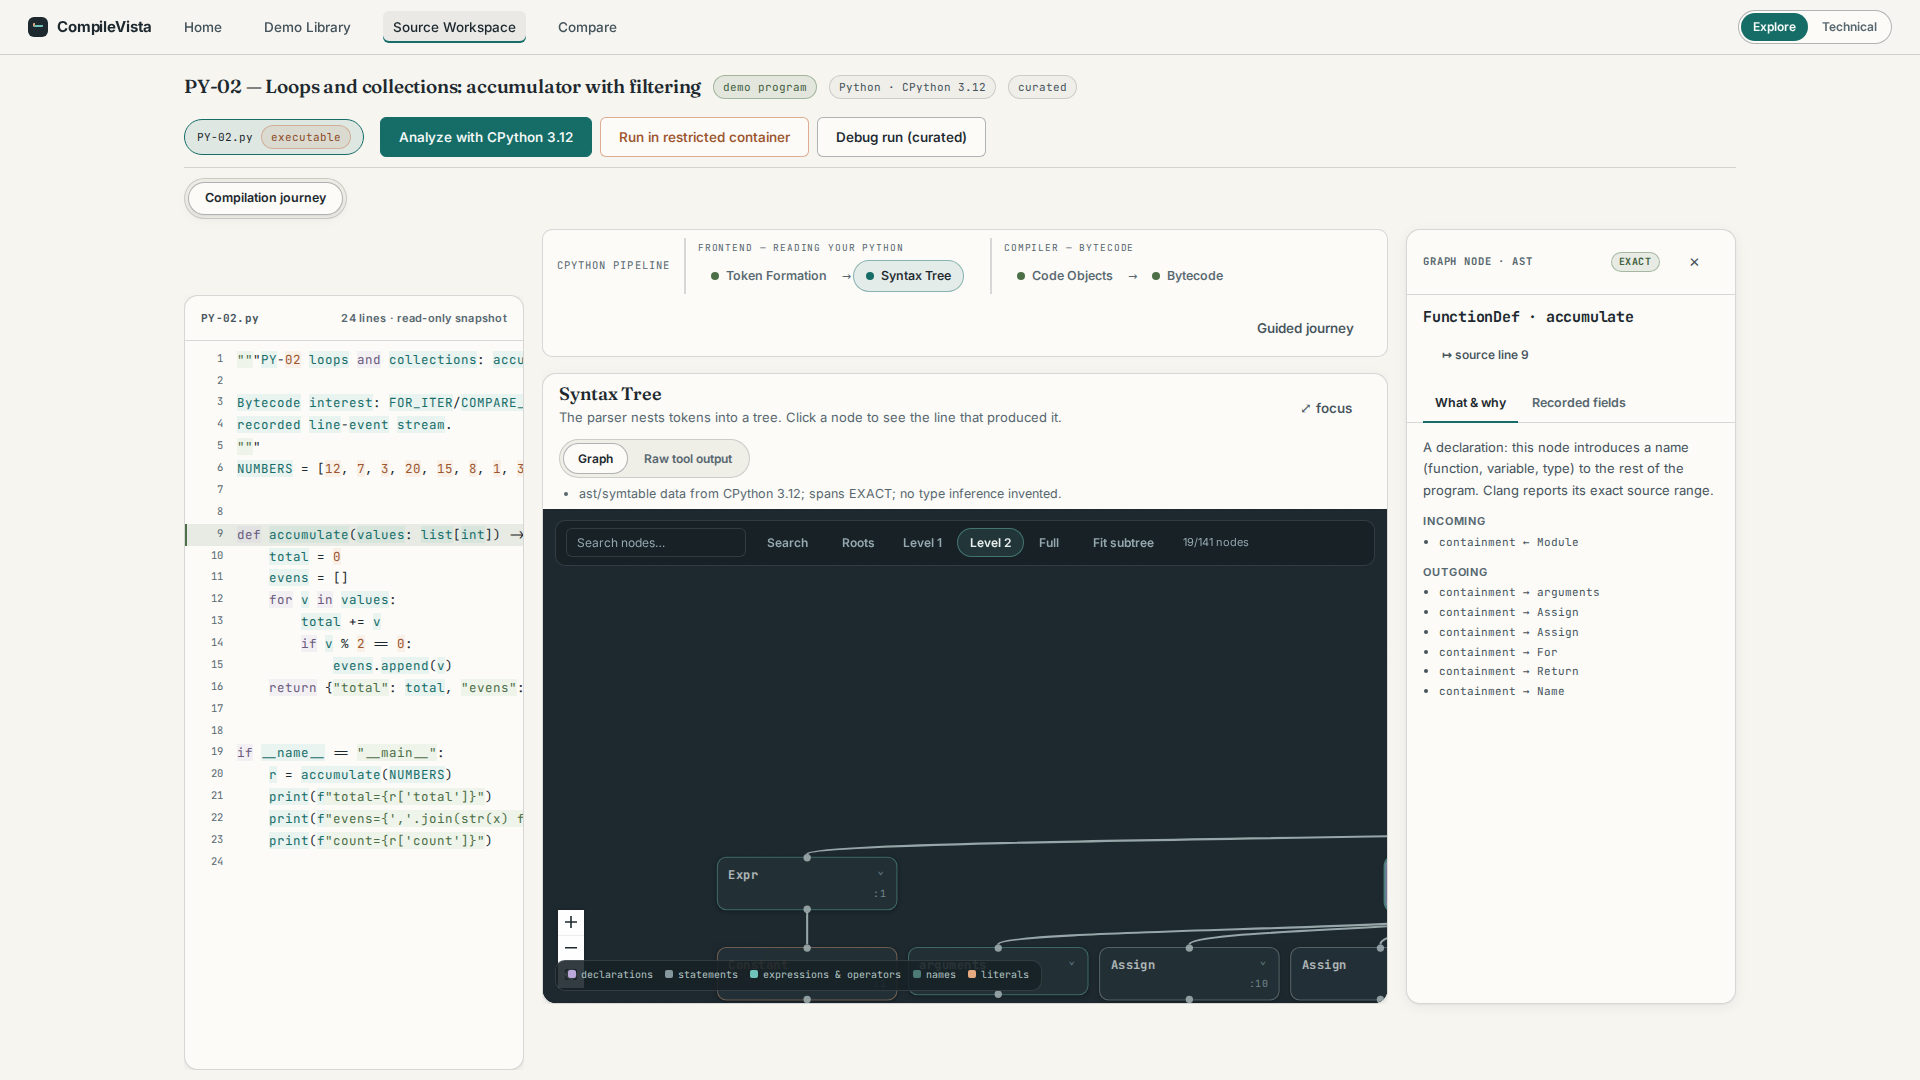 CompileVista
Home
Demo Library
Source Workspace
Compare
Explore
Technical
PY-02 — Loops and collections: accumulator with filtering
demo program
Python · CPython 3.12
curated
PY-02.py
executable
Analyze with CPython 3.12
Run in restricted container
Debug run (curated)
Compilation journey
PY-02.py
24 lines · read-only snapshot
1 """PY-02 loops and collections: accu
2
3 Bytecode interest: FOR_ITER/COMPARE_
4 recorded line-event stream.
5 """
6 NUMBERS = [12, 7, 3, 20, 15, 8, 1, 3
7
8
9 def accumulate(values: list[int]) →
10 total = 0
11 evens = []
12 for v in values:
13 total += v
14 if v % 2 == 0:
15 evens.append(v)
16 return {"total": total, "evens":
17
18
19 if __name__ == "__main__":
20 r = accumulate(NUMBERS)
21 print(f"total={r['total']}")
22 print(f"evens={','.join(str(x) f
23 print(f"count={r['count']}")
24
CPYTHON PIPELINE
FRONTEND — READING YOUR PYTHON
Token Formation → Syntax Tree
COMPILER — BYTECODE
Code Objects → Bytecode
Guided journey
Syntax Tree
The parser nests tokens into a tree. Click a node to see the line that produced it.
⤢ focus
Graph
Raw tool output
• ast/symtable data from CPython 3.12; spans EXACT; no type inference invented.
Search nodes...
Search
Roots
Level 1
Level 2
Full
Fit subtree
19/141 nodes
Expr
:1
Constant
arguments
Assign
:10
Assign
+
−
declarations
statements
expressions & operators
names
literals
GRAPH NODE · AST
EXACT
×
FunctionDef · accumulate
↦ source line 9
What & why
Recorded fields
A declaration: this node introduces a name
(function, variable, type) to the rest of the
program. Clang reports its exact source range.
INCOMING
• containment ← Module
OUTGOING
• containment → arguments
• containment → Assign
• containment → Assign
• containment → For
• containment → Return
• containment → Name